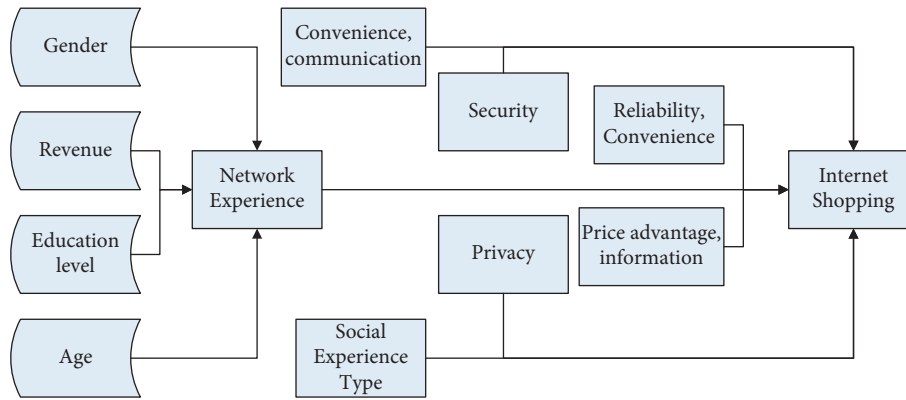 Gender
Revenue
Education
level
Age
Network
Experience
Convenience,
communication
Security
Reliability,
Convenience
Privacy
Price advantage,
information
Social
Experience
Type
Internet
Shopping